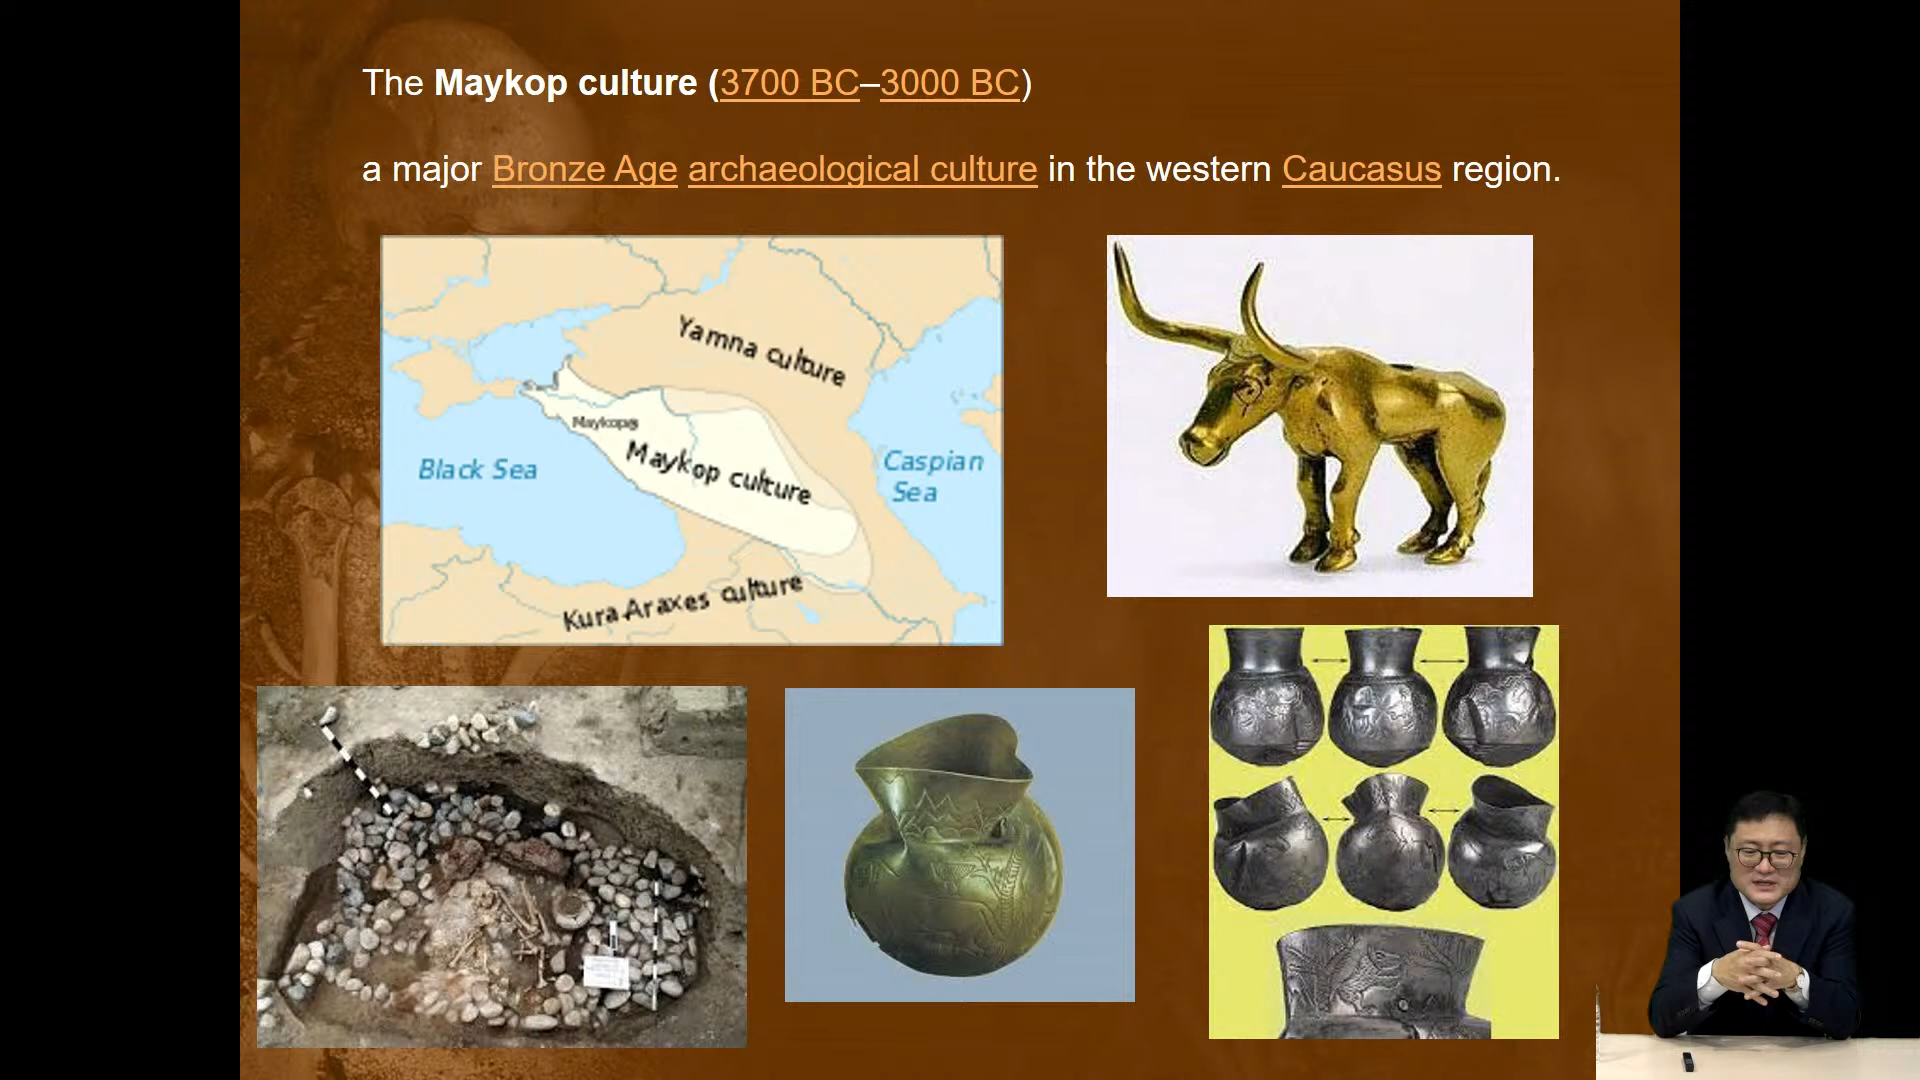 The Maykop culture (3700 BC–3000 BC)
a major Bronze Age archaeological culture in the western Caucasus region.
Yamna culture
Maykop
Maykop culture
Black Sea
Caspian
Sea
Kura Araxes culture